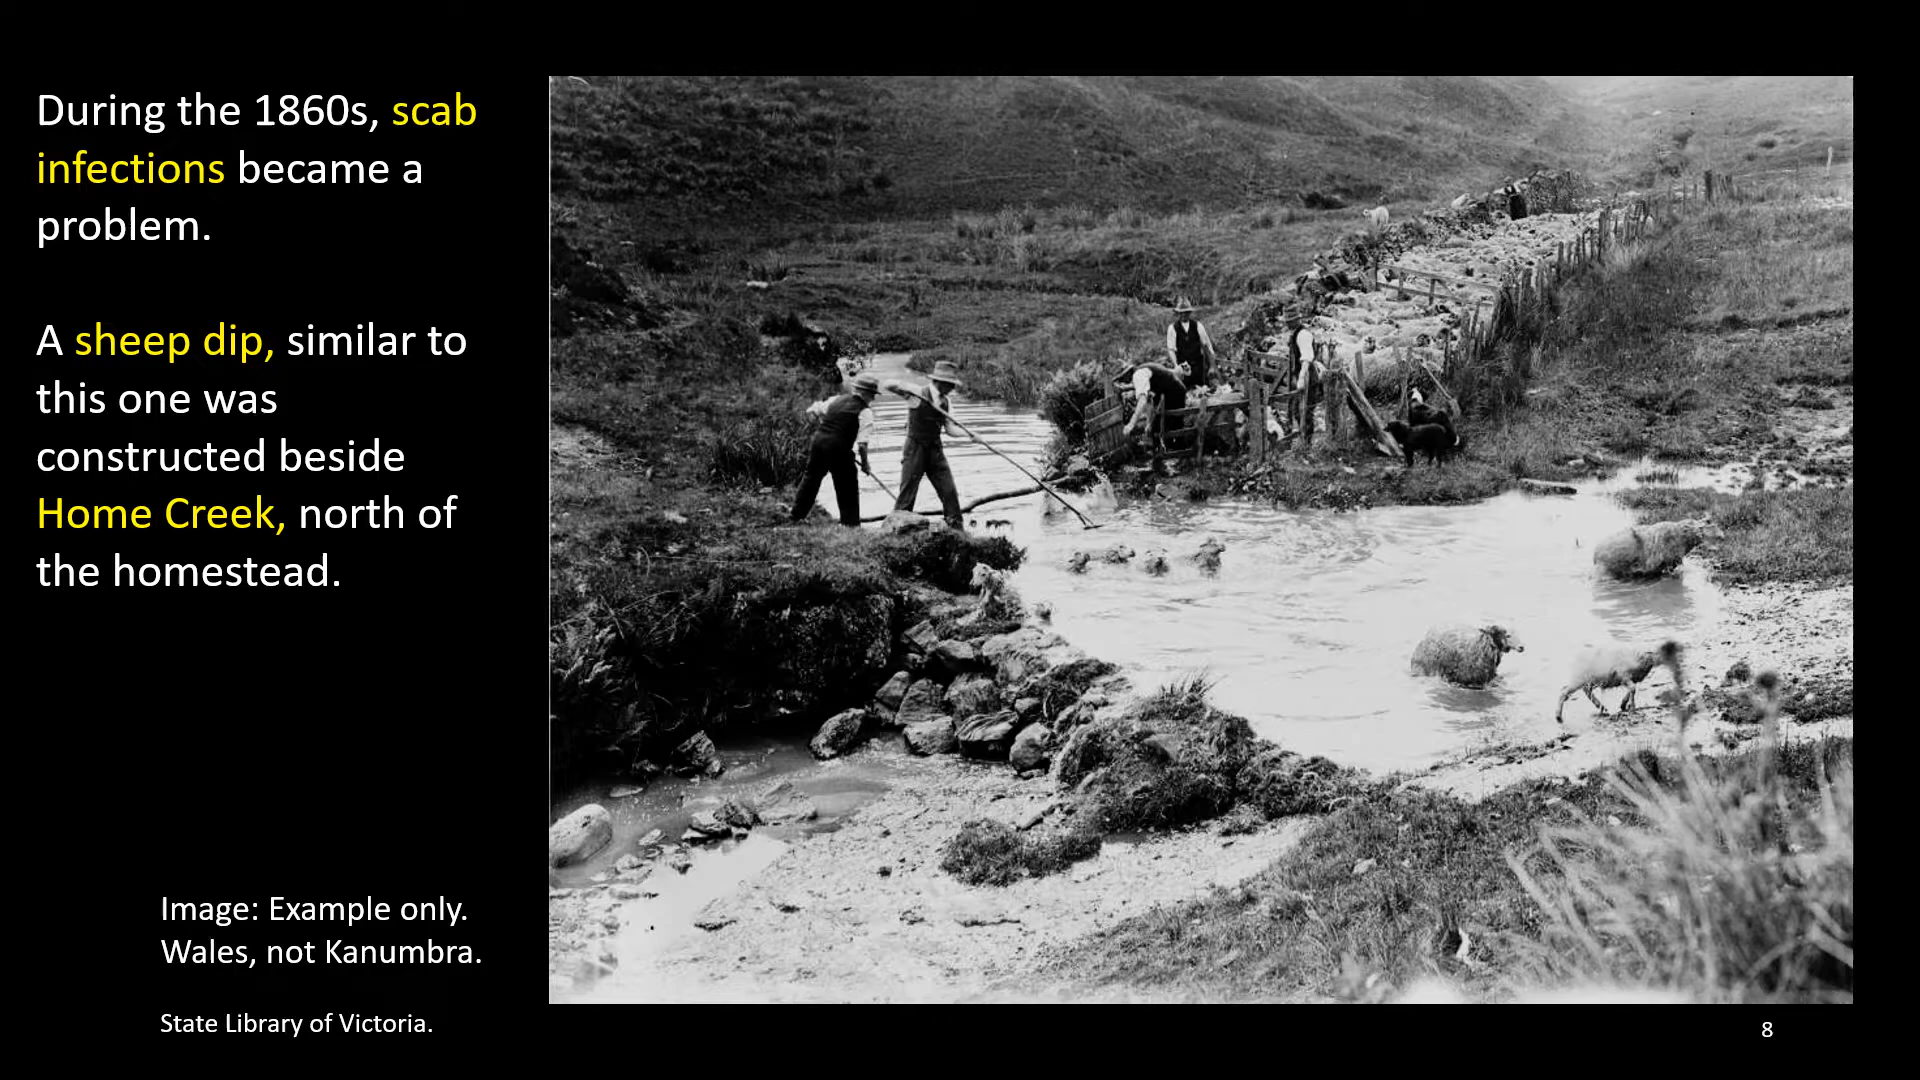 During the 1860s, scab
infections became a
problem.
A sheep dip, similar to
this one was
constructed beside
Home Creek, north of
the homestead.
Image: Example only.
Wales, not Kanumbra.
State Library of Victoria.
8